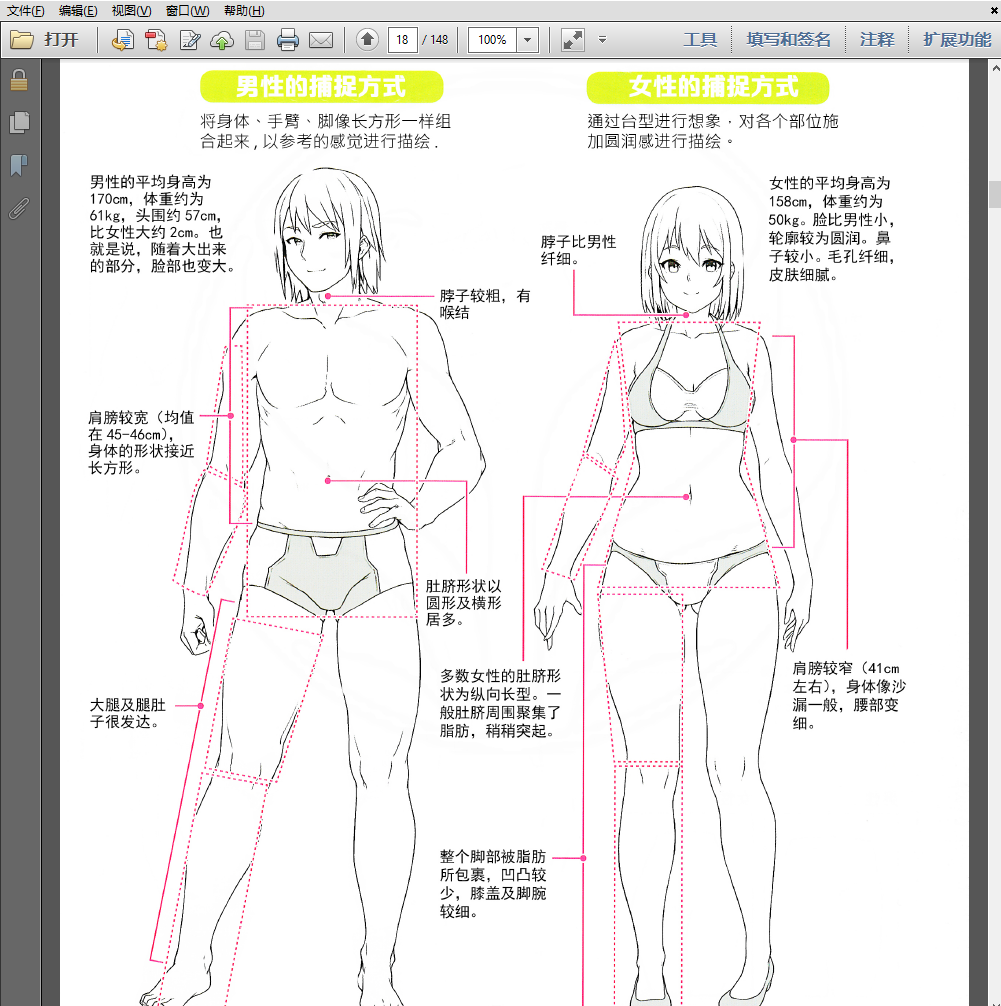 文件(F) 编辑(E) 视图(V) 窗口(W) 帮助(H)
打开
18 / 148
100%
工具
填写和签名
注释
扩展功能
男性的捕捉方式
将身体、手臂、脚像长方形一样组
合起来,以参考的感觉进行描绘.
男性的平均身高为
170cm，体重约为
61kg，头围约 57cm，
比女性大约 2cm。也
就是说，随着大出来
的部分，脸部也变大。
脖子较粗，有
喉结
肩膀较宽（均值
在 45-46cm），
身体的形状接近
长方形。
肚脐形状以
圆形及横形
居多。
大腿及腿肚
子很发达。
女性的捕捉方式
通过台型进行想象·对各个部位施
加圆润感进行描绘。
女性的平均身高为
158cm，体重约为
50kg。脸比男性小，
轮廓较为圆润。鼻
子较小。毛孔纤细，
皮肤细腻。
脖子比男性
纤细。
多数女性的肚脐形
状为纵向长型。一
般肚脐周围聚集了
脂肪，稍稍突起。
肩膀较窄（41cm
左右），身体像沙
漏一般，腰部变
细。
整个脚部被脂肪
所包裹，凹凸较
少，膝盖及脚腕
较细。